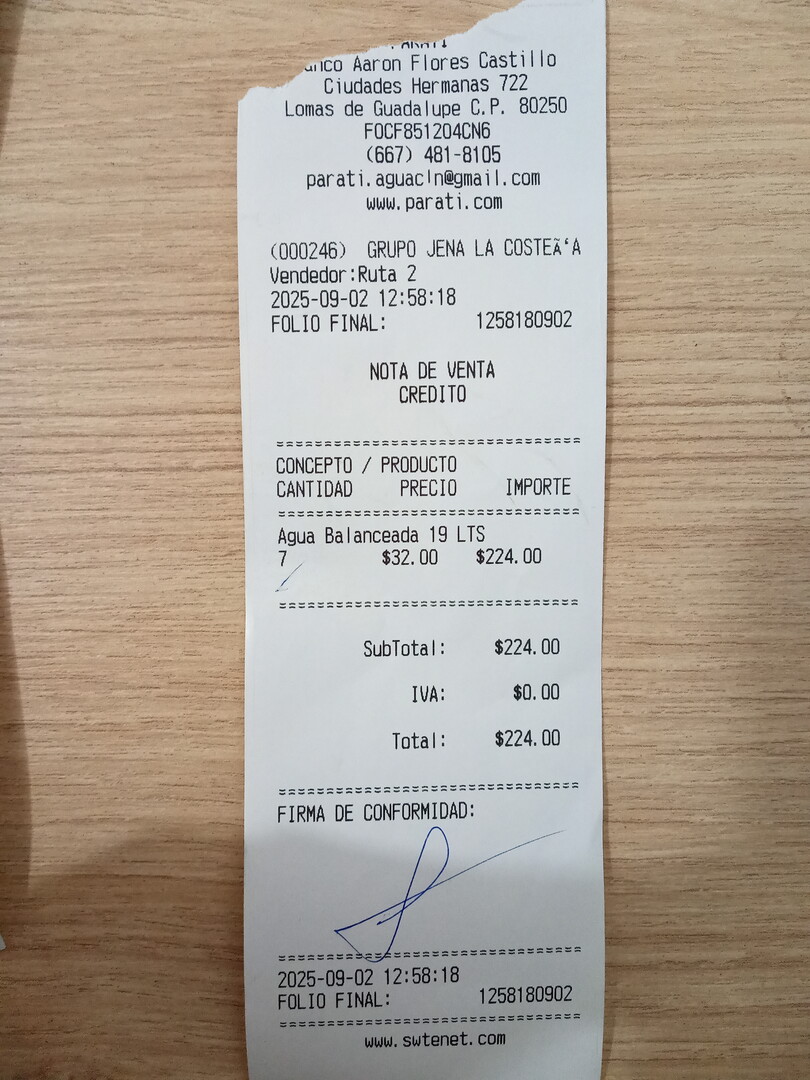 Aaron Flores Castillo
Ciudades Hermanas 722
Lomas de Guadalupe C.P. 80250
FOCF851204CN6
(667) 481-8105
parati.aguacln@gmail.com
www.parati.com
(000246) GRUPO JENA LA COSTEÃ‘A
Vendedor:Ruta 2
2025-09-02 12:58:18
FOLIO FINAL: 1258180902
NOTA DE VENTA
CREDITO
================================
CONCEPTO / PRODUCTO
CANTIDAD PRECIO IMPORTE
================================
Agua Balanceada 19 LTS
7 $32.00 $224.00
================================
SubTotal: $224.00
IVA: $0.00
Total: $224.00
================================
FIRMA DE CONFORMIDAD:
================================
2025-09-02 12:58:18
FOLIO FINAL: 1258180902
================================
www.swtenet.com